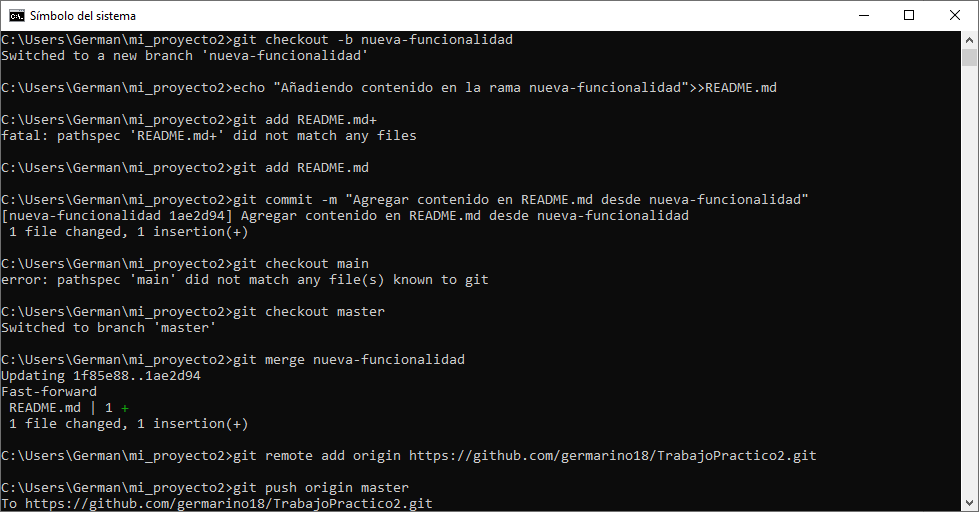 Símbolo del sistema
C:\Users\German\mi_proyecto2>git checkout -b nueva-funcionalidad
Switched to a new branch 'nueva-funcionalidad'
C:\Users\German\mi_proyecto2>echo "Añadiendo contenido en la rama nueva-funcionalidad">>README.md
C:\Users\German\mi_proyecto2>git add README.md+
fatal: pathspec 'README.md+' did not match any files
C:\Users\German\mi_proyecto2>git add README.md
C:\Users\German\mi_proyecto2>git commit -m "Agregar contenido en README.md desde nueva-funcionalidad"
[nueva-funcionalidad 1ae2d94] Agregar contenido en README.md desde nueva-funcionalidad
 1 file changed, 1 insertion(+)
C:\Users\German\mi_proyecto2>git checkout main
error: pathspec 'main' did not match any file(s) known to git
C:\Users\German\mi_proyecto2>git checkout master
Switched to branch 'master'
C:\Users\German\mi_proyecto2>git merge nueva-funcionalidad
Updating 1f85e88..1ae2d94
Fast-forward
 README.md | 1 +
 1 file changed, 1 insertion(+)
C:\Users\German\mi_proyecto2>git remote add origin https://github.com/germarino18/TrabajoPractico2.git
C:\Users\German\mi_proyecto2>git push origin master
To https://github.com/germarino18/TrabajoPractico2.git